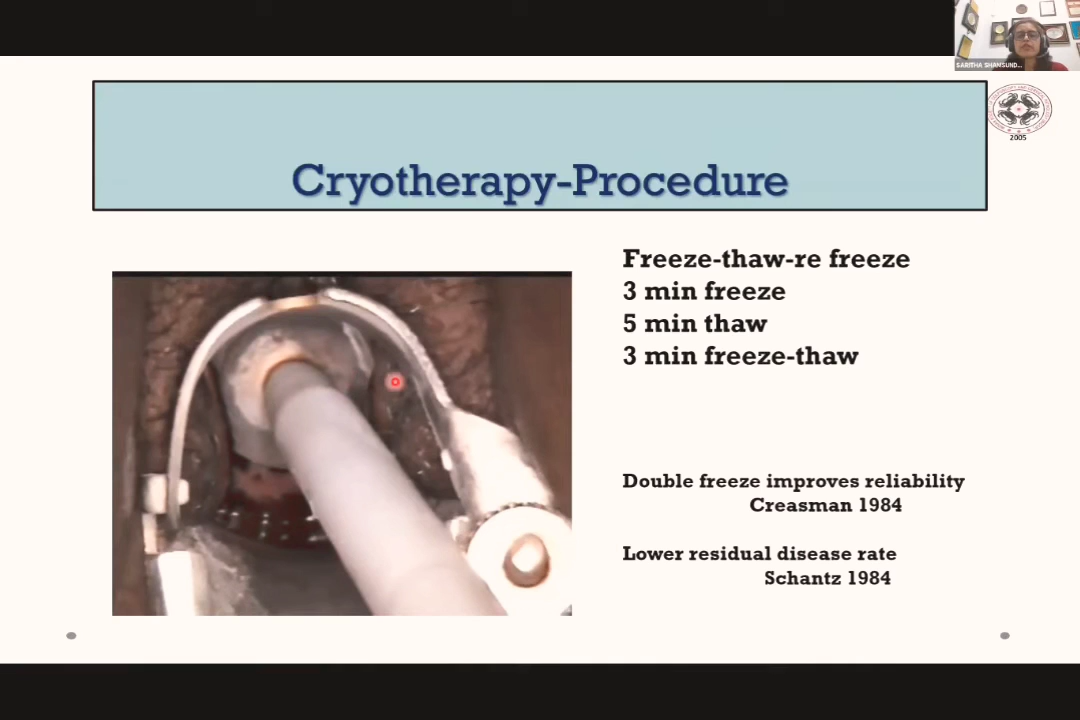 SARITHA SHAMSUND...
2005
Cryotherapy-Procedure
Freeze-thaw-re freeze
3 min freeze
5 min thaw
3 min freeze-thaw
Double freeze improves reliability
Creasman 1984
Lower residual disease rate
Schantz 1984